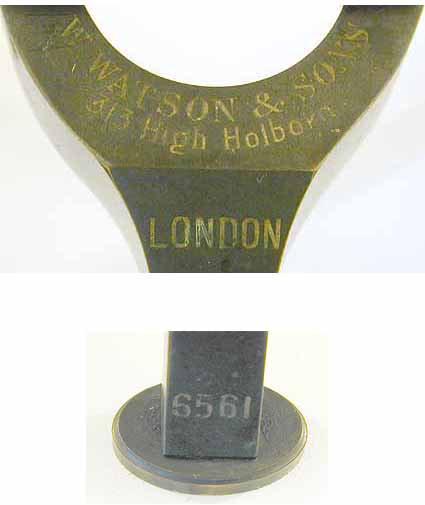 W. WATSON & SONS
313 High Holborn
LONDON
6561